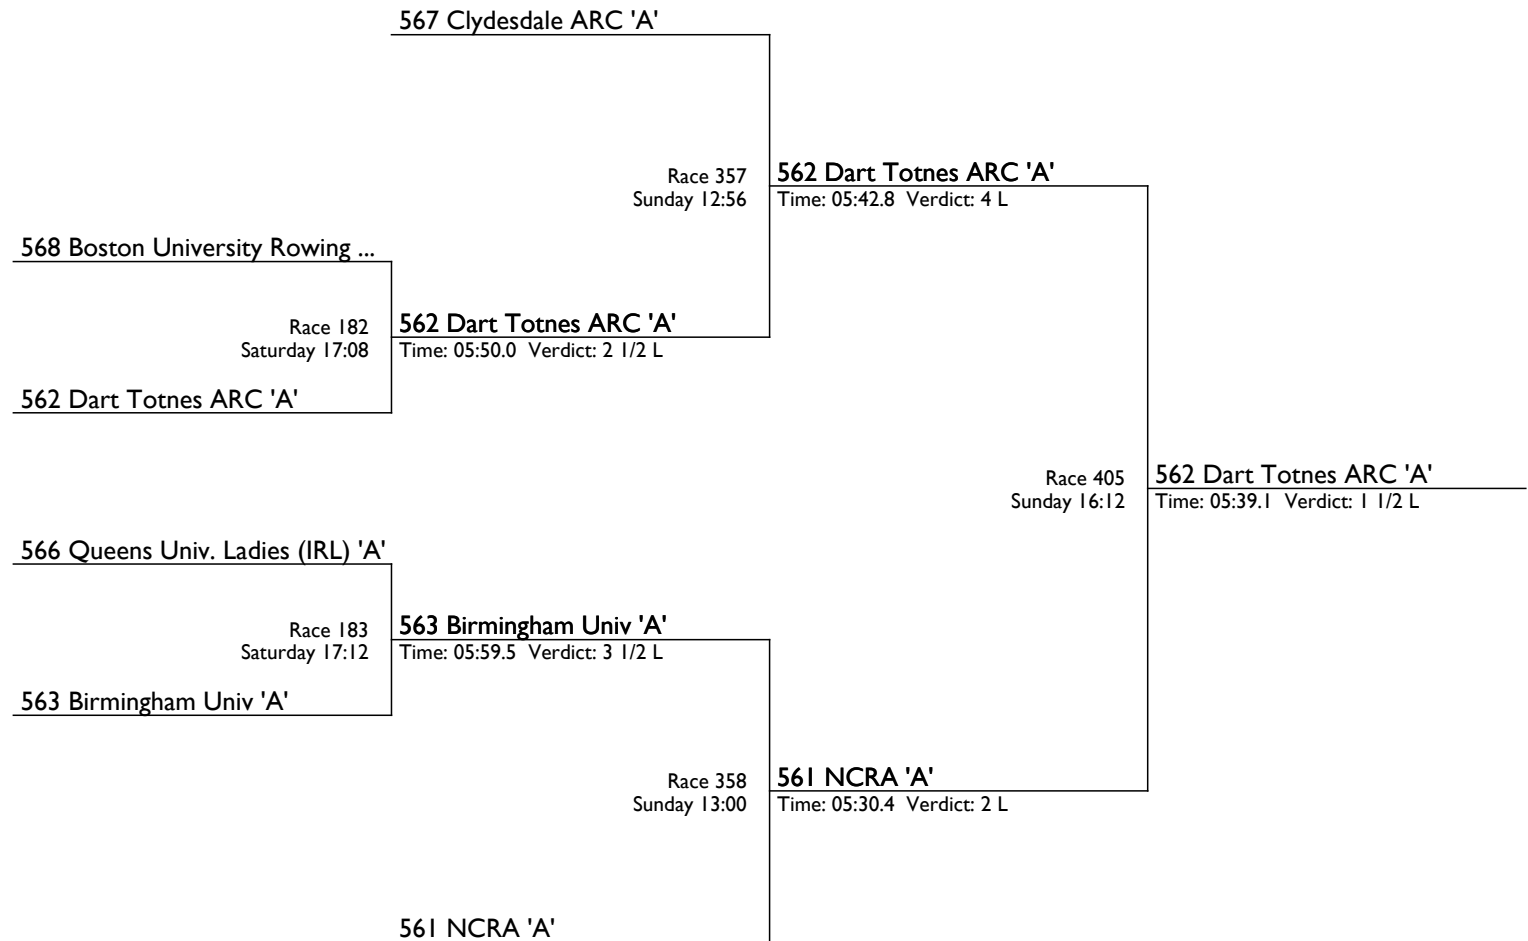 567 Clydesdale ARC 'A'
Race 357
Sunday 12:56
562 Dart Totnes ARC 'A'
Time: 05:42.8 Verdict: 4 L
568 Boston University Rowing ...
Race 182
Saturday 17:08
562 Dart Totnes ARC 'A'
Time: 05:50.0 Verdict: 2 1/2 L
562 Dart Totnes ARC 'A'
Race 405
Sunday 16:12
562 Dart Totnes ARC 'A'
Time: 05:39.1 Verdict: 1 1/2 L
566 Queens Univ. Ladies (IRL) 'A'
Race 183
Saturday 17:12
563 Birmingham Univ 'A'
Time: 05:59.5 Verdict: 3 1/2 L
563 Birmingham Univ 'A'
Race 358
Sunday 13:00
561 NCRA 'A'
Time: 05:30.4 Verdict: 2 L
561 NCRA 'A'